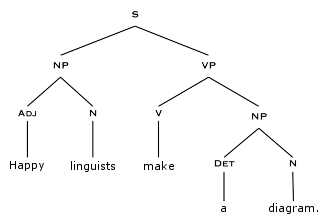 S
NP VP
ADJ N V NP
Happy linguists make DET N
a diagram.